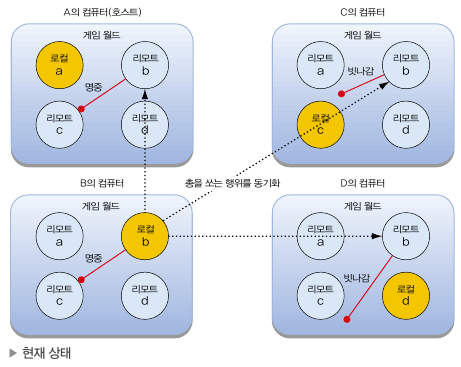 A의 컴퓨터(호스트)
게임 월드
로컬
a
리모트
b
명중
리모트
c
리모트
d
C의 컴퓨터
게임 월드
리모트
a
리모트
b
빗나감
로컬
c
리모트
d
총을 쏘는 행위를 동기화
B의 컴퓨터
게임 월드
리모트
a
로컬
b
명중
리모트
c
리모트
d
D의 컴퓨터
게임 월드
리모트
a
리모트
b
빗나감
리모트
c
로컬
d
▶ 현재 상태